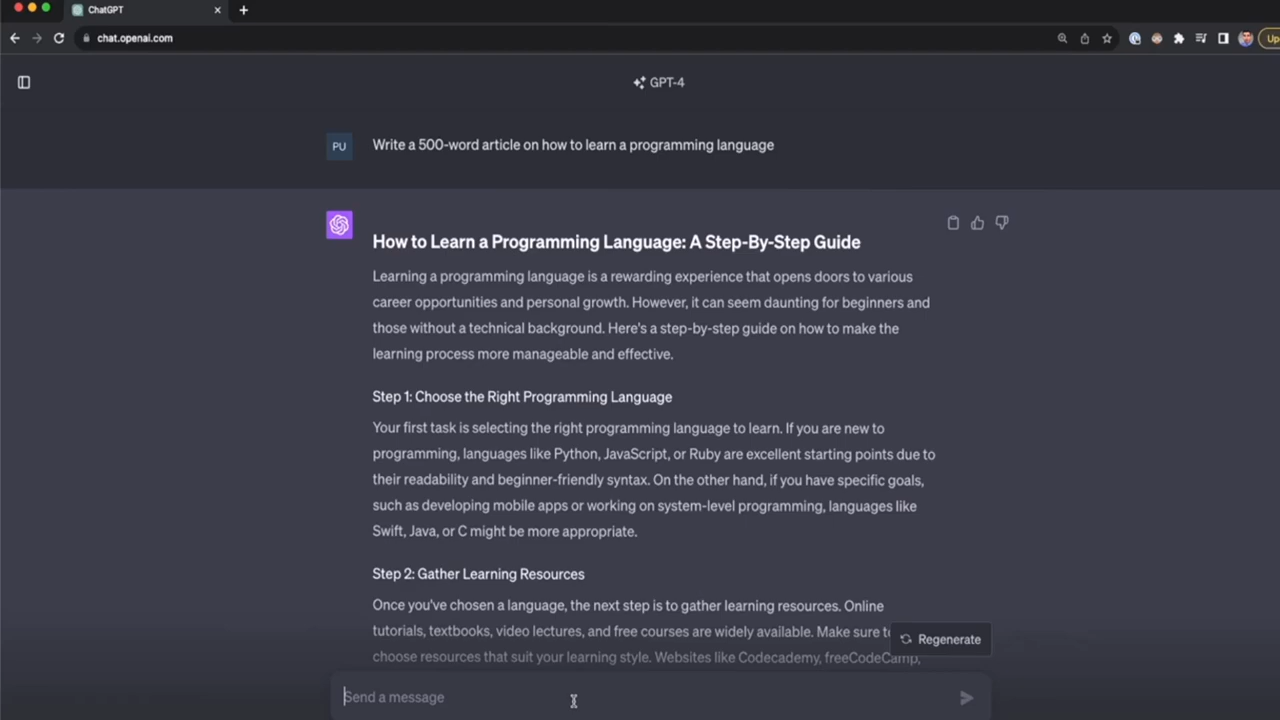 ChatGPT
chat.openai.com
Up
GPT-4
PU
Write a 500-word article on how to learn a programming language
How to Learn a Programming Language: A Step-By-Step Guide
Learning a programming language is a rewarding experience that opens doors to various
career opportunities and personal growth. However, it can seem daunting for beginners and
those without a technical background. Here's a step-by-step guide on how to make the
learning process more manageable and effective.
Step 1: Choose the Right Programming Language
Your first task is selecting the right programming language to learn. If you are new to
programming, languages like Python, JavaScript, or Ruby are excellent starting points due to
their readability and beginner-friendly syntax. On the other hand, if you have specific goals,
such as developing mobile apps or working on system-level programming, languages like
Swift, Java, or C might be more appropriate.
Step 2: Gather Learning Resources
Once you've chosen a language, the next step is to gather learning resources. Online
tutorials, textbooks, video lectures, and free courses are widely available. Make sure to
choose resources that suit your learning style. Websites like Codecademy, freeCodeCamp,
Regenerate
Send a message